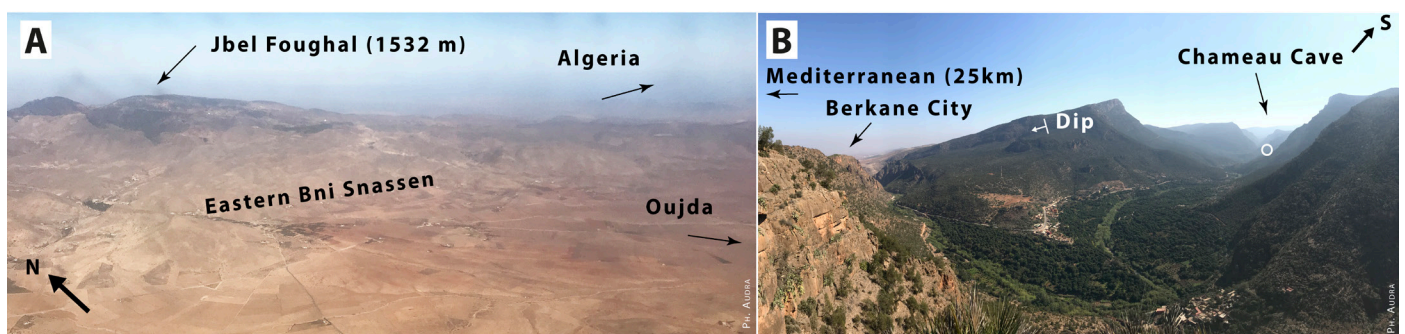 A
Jbel Foughal (1532 m)
Algeria
Eastern Bni Snassen
Oujda
N
PH. AUDRA
B
S
Chameau Cave
Mediterranean (25km)
Berkane City
Dip
PH. AUDRA